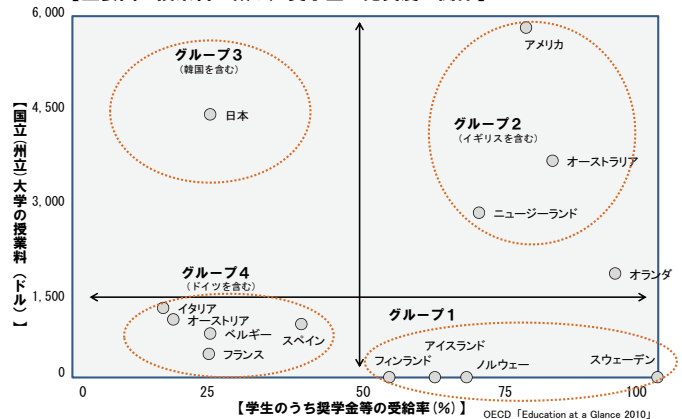 6,000
4,500
3,000
1,500
0
【国立(州立)大学の授業料(ドル)】
グループ3
(韓国を含む)
日本
アメリカ
グループ2
(イギリスを含む)
オーストラリア
ニュージーランド
オランダ
グループ4
(ドイツを含む)
イタリア
オーストリア
ベルギー
スペイン
フランス
グループ1
アイスランド
フィンランド
ノルウェー
スウェーデン
0
25
50
75
100
【学生のうち奨学金等の受給率(%)】
OECD「Education at a Glance 2010」